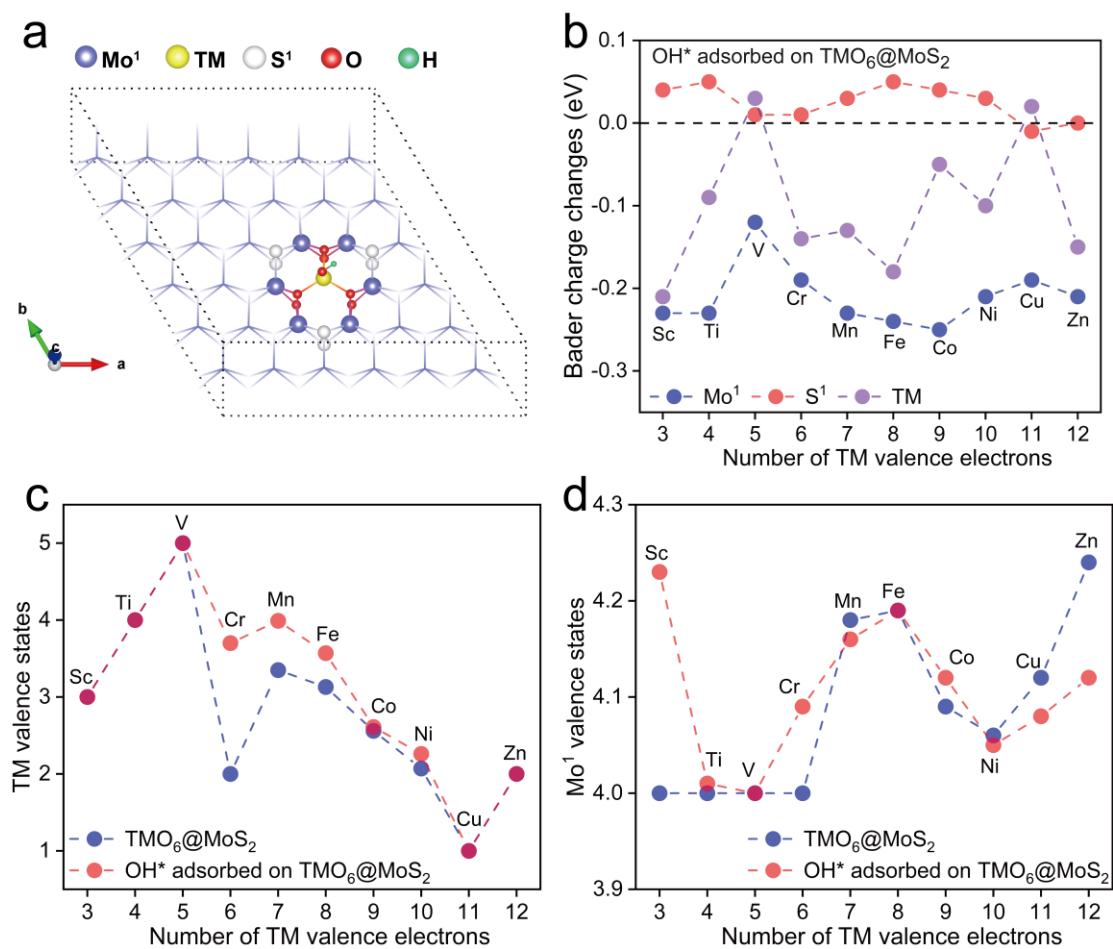 a
Mo¹ TM S¹ O H
b
c
a
b
OH* adsorbed on TMO₆@MoS₂
Bader charge changes (eV)
0.1
0.0
-0.1
-0.2
-0.3
Sc Ti V Cr Mn Fe Co Ni Cu Zn
Mo¹ S¹ TM
3 4 5 6 7 8 9 10 11 12
Number of TM valence electrons
c
TM valence states
5
4
3
2
1
Sc Ti V Cr Mn Fe Co Ni Cu Zn
TMO₆@MoS₂
OH* adsorbed on TMO₆@MoS₂
3 4 5 6 7 8 9 10 11 12
Number of TM valence electrons
d
Mo¹ valence states
4.3
4.2
4.1
4.0
3.9
Sc Ti V Cr Mn Fe Co Ni Cu Zn
TMO₆@MoS₂
OH* adsorbed on TMO₆@MoS₂
3 4 5 6 7 8 9 10 11 12
Number of TM valence electrons